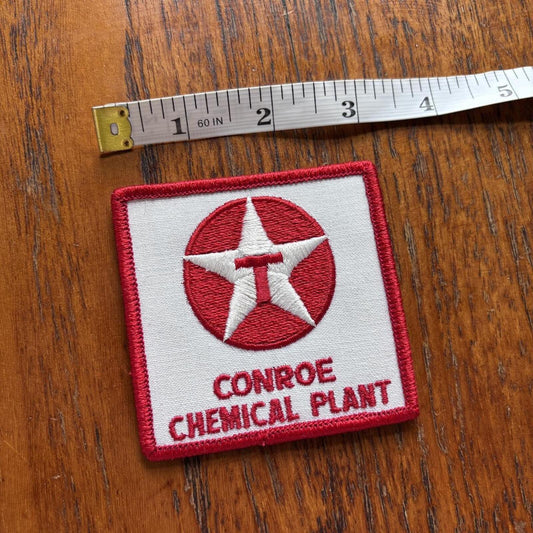 1 60 IN 2 3 4 5
T
CONROE
CHEMICAL PLANT